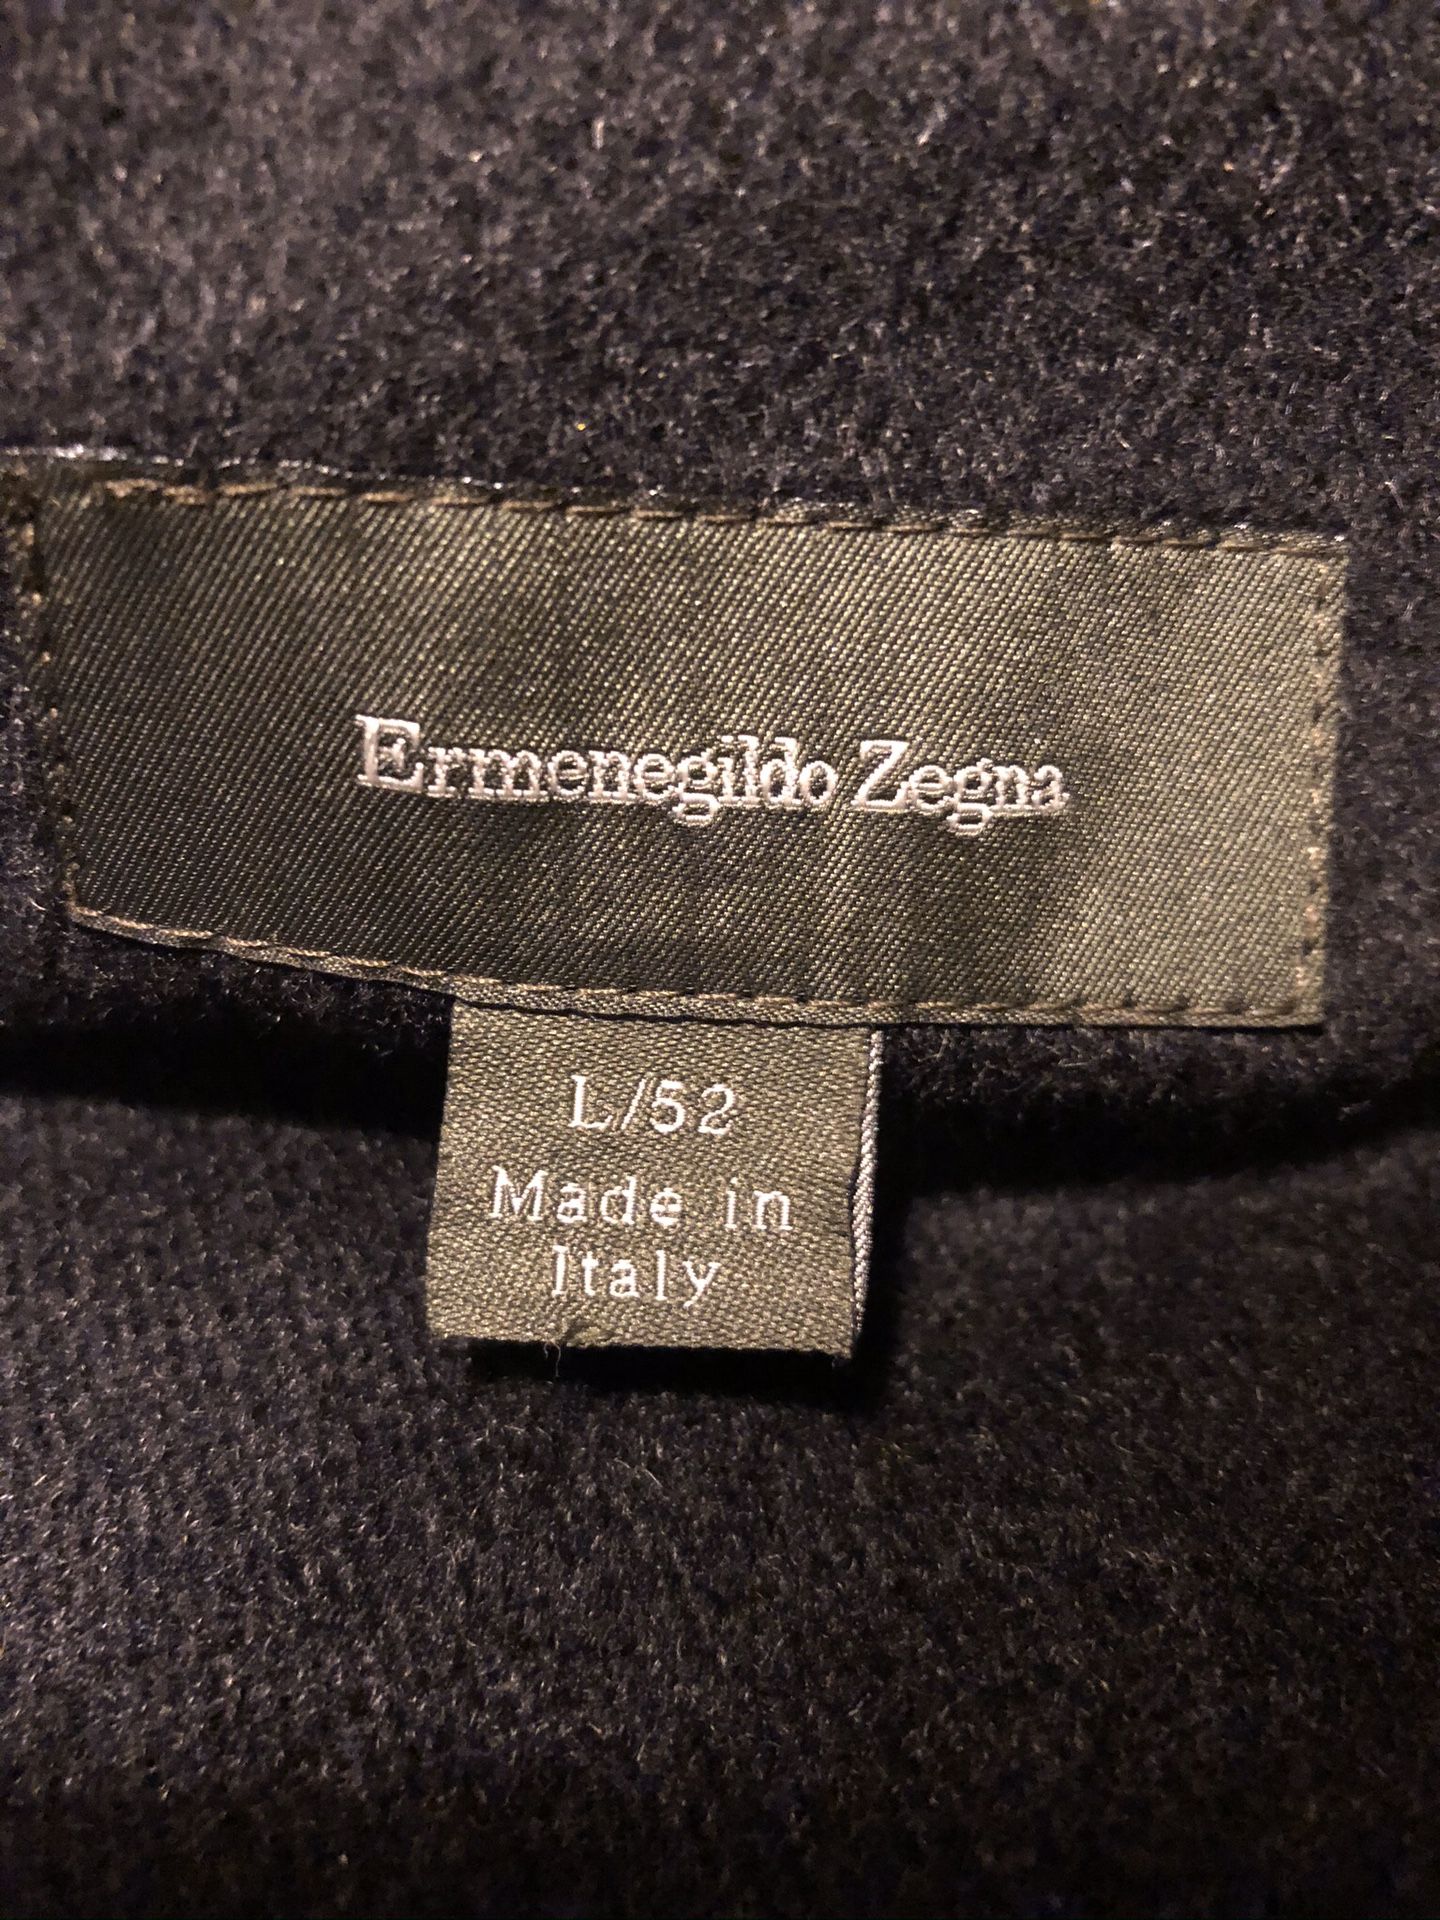 Ermenegildo Zegna
L/52
Made in
Italy